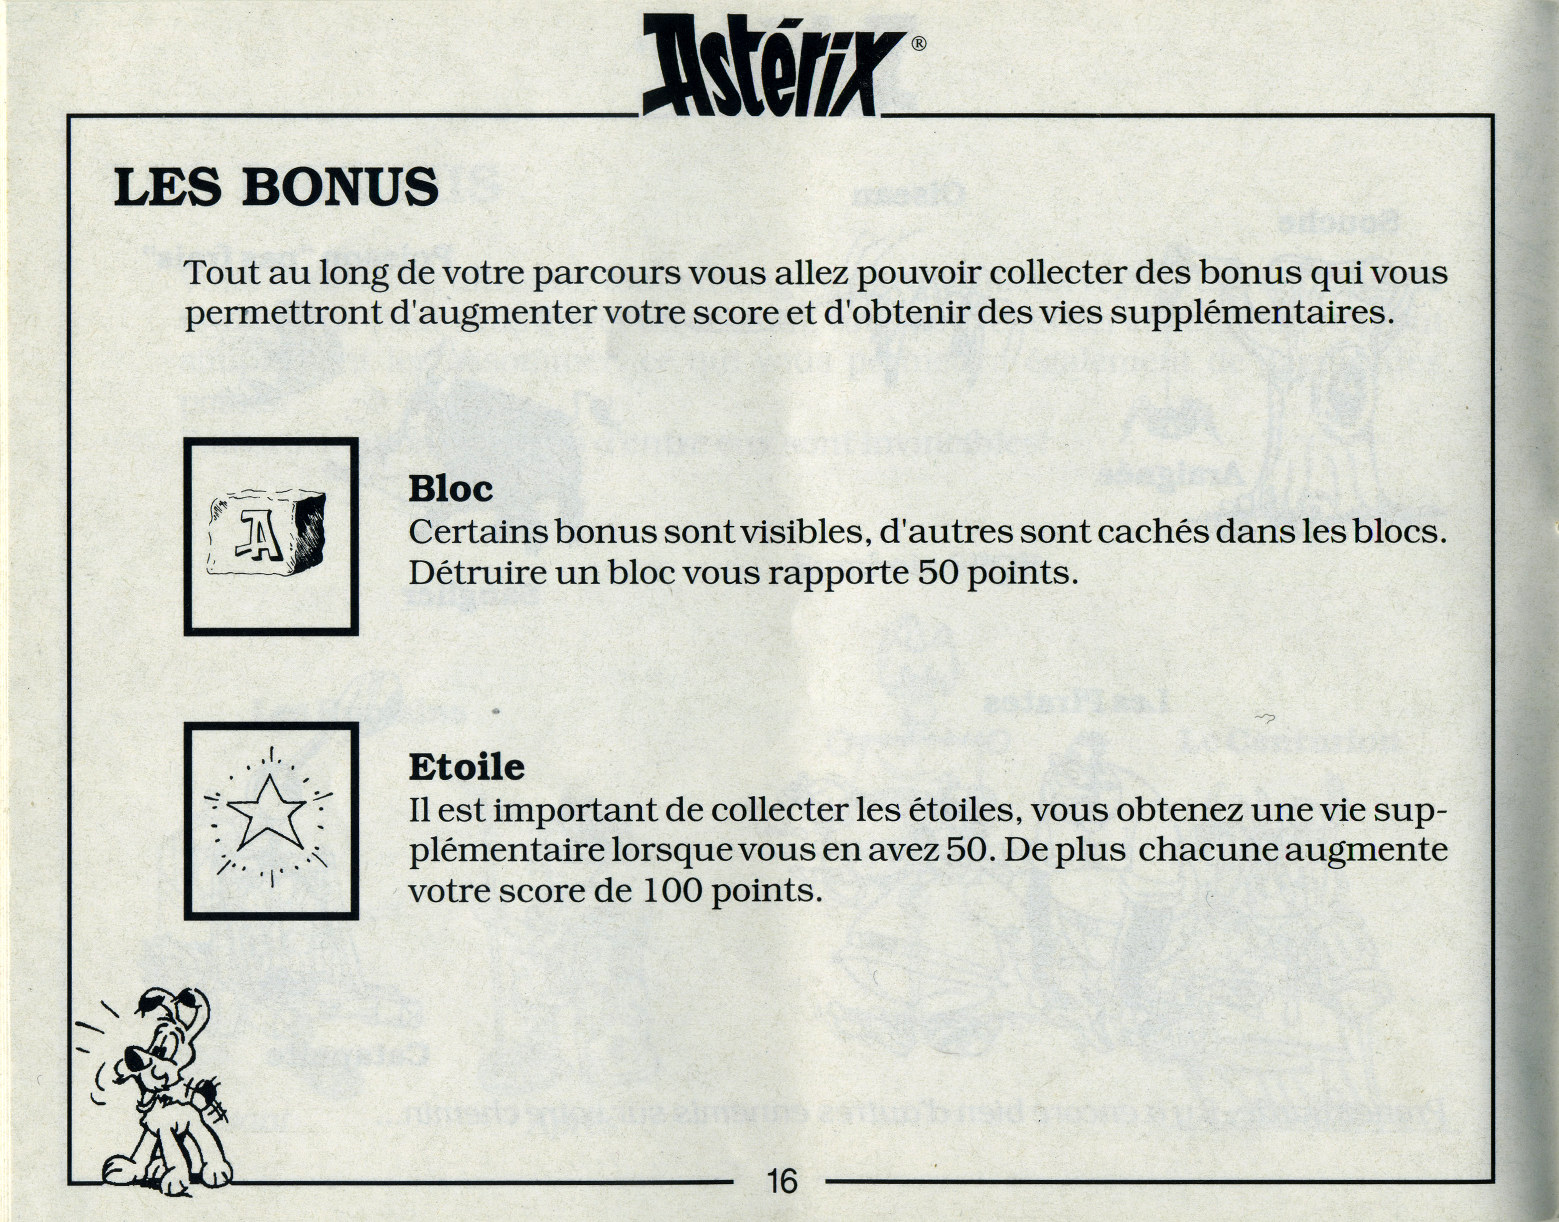 Astérix®
LES BONUS
Tout au long de votre parcours vous allez pouvoir collecter des bonus qui vous
permettront d'augmenter votre score et d'obtenir des vies supplémentaires.
A
Bloc
Certains bonus sont visibles, d'autres sont cachés dans les blocs.
Détruire un bloc vous rapporte 50 points.
Etoile
Il est important de collecter les étoiles, vous obtenez une vie sup-
plémentaire lorsque vous en avez 50. De plus chacune augmente
votre score de 100 points.
16